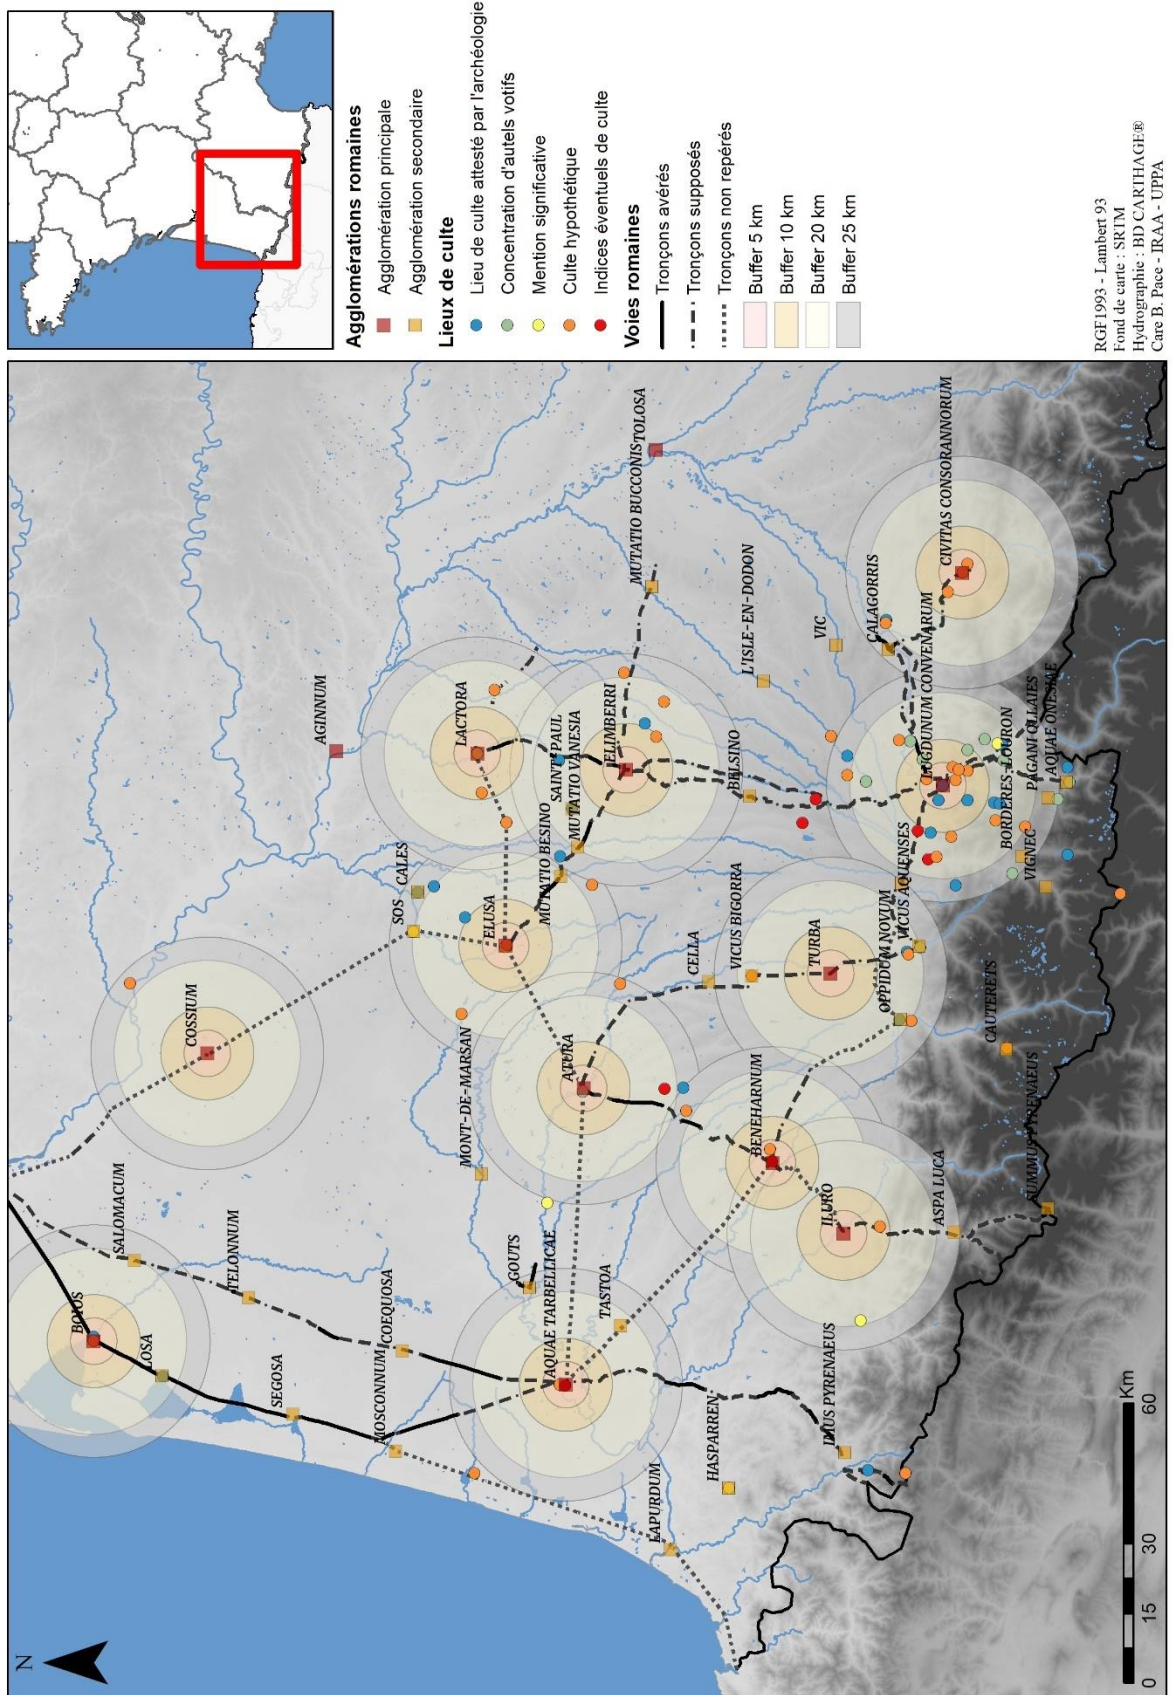 N
BOIUS
SALOMACUM
LOSA
TELONNUM
SEGOSA
COEQUOSA
MOSCONNUM
COSSIUM
AGINNUM
SOS
CALES
MONT-DE-MARSAN
GOUTS
AQUAE TARBELLICAE
TASTOA
LAPURDUM
HASPARREN
IMUS PYRENAEUS
ATURA
ELUSA
MUTATIO BESINO
MUTATIO VANESIA
SAINT-PAUL
LACTORA
ELIMBERRI
MUTATIO BUCCONIS
TOLOSA
CELLA
VICUS BIGORRA
BELSINO
L'ISLE-EN-DODON
BENEHARNUM
TURBA
VIC
ILURO
OPPIDUM NOVUM
VICUS AQUENSES
LUGDUNUM CONVENARUM
CALAGORRIS
CIVITAS CONSORANNORUM
ASPA LUCA
CAUTERETS
SUMMUS PYRENAEUS
VIGNEC
BORDÈRES-LOURON
PAGANI OLLAIES
AQUAE ONESIAE
0 15 30 60
Km
Agglomérations romaines
Agglomération principale
Agglomération secondaire
Lieux de culte
Lieu de culte attesté par l'archéologie
Concentration d'autels votifs
Mention significative
Culte hypothétique
Indices éventuels de culte
Voies romaines
Tronçons avérés
Tronçons supposés
Tronçons non repérés
Buffer 5 km
Buffer 10 km
Buffer 20 km
Buffer 25 km
RGF1993 - Lambert 93
Fond de carte : SRTM
Hydrographie : BD CARTHAGE®
Care B. Pace - IRAA - UPPA